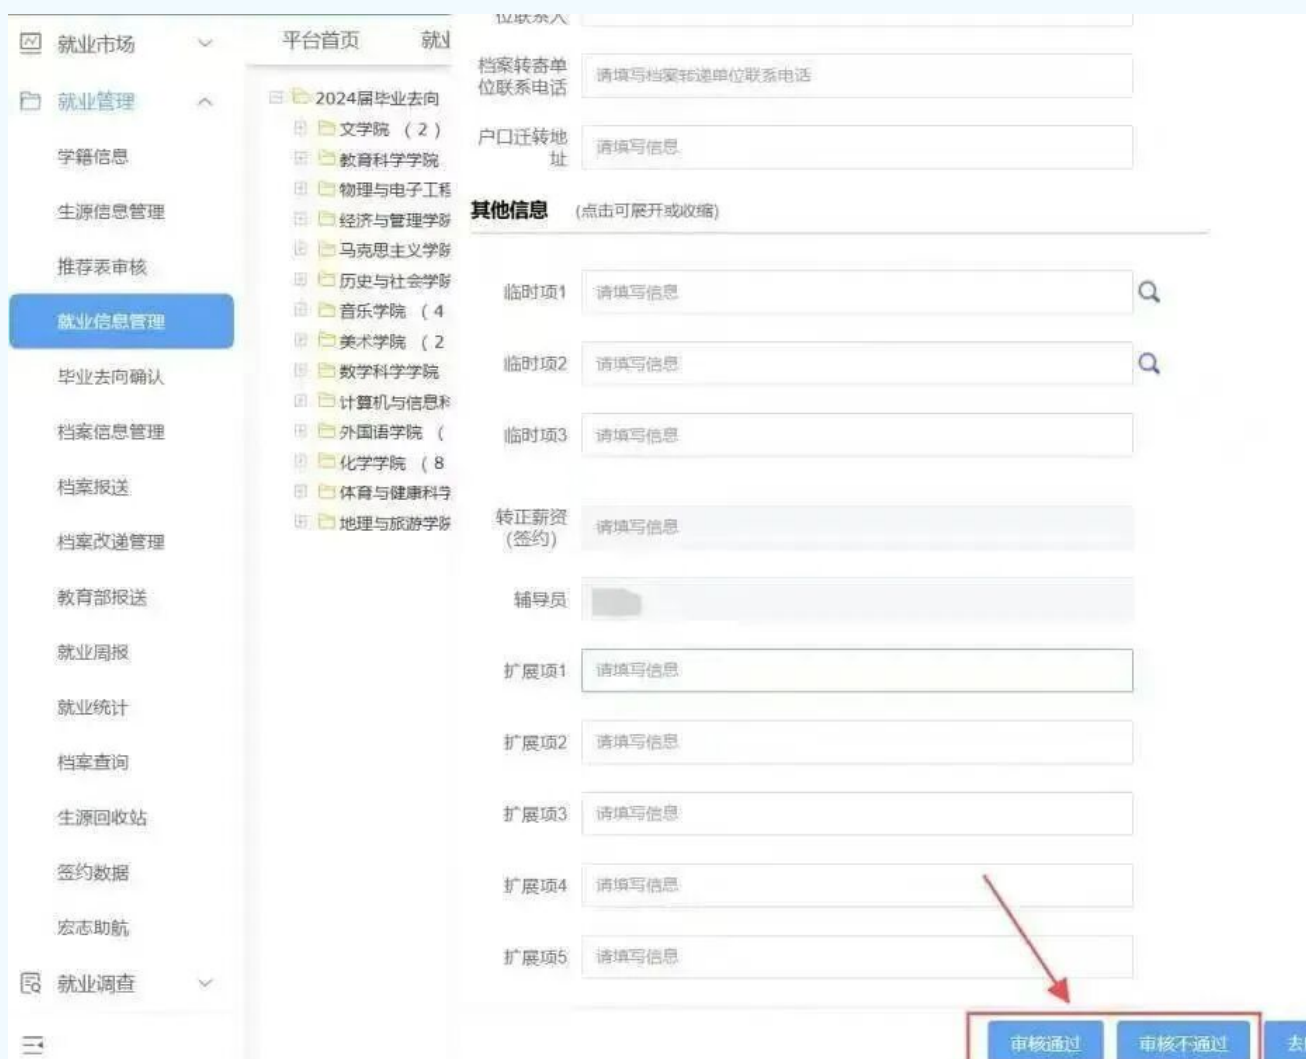 就业市场
就业管理
学籍信息
生源信息管理
推荐表审核
就业信息管理
毕业去向确认
档案信息管理
档案报送
档案改递管理
教育部报送
就业周报
就业统计
档案查询
生源回收站
签约数据
宏志助航
就业调查
平台首页 就业
2024届毕业去向
文学院 （2）
教育科学学院
物理与电子工程
经济与管理学院
马克思主义学院
历史与社会学院
音乐学院 （4
美术学院 （2
数学科学学院
计算机与信息科
外国语学院 （
化学学院 （8
体育与健康科学
地理与旅游学院
位联系人
档案转寄单
位联系电话
请填写档案转递单位联系电话
户口迁转地
址
请填写信息
其他信息 (点击可展开或收缩)
临时项1 请填写信息
临时项2 请填写信息
临时项3 请填写信息
转正薪资
(签约)
请填写信息
辅导员
扩展项1 请填写信息
扩展项2 请填写信息
扩展项3 请填写信息
扩展项4 请填写信息
扩展项5 请填写信息
审核通过 审核不通过 去